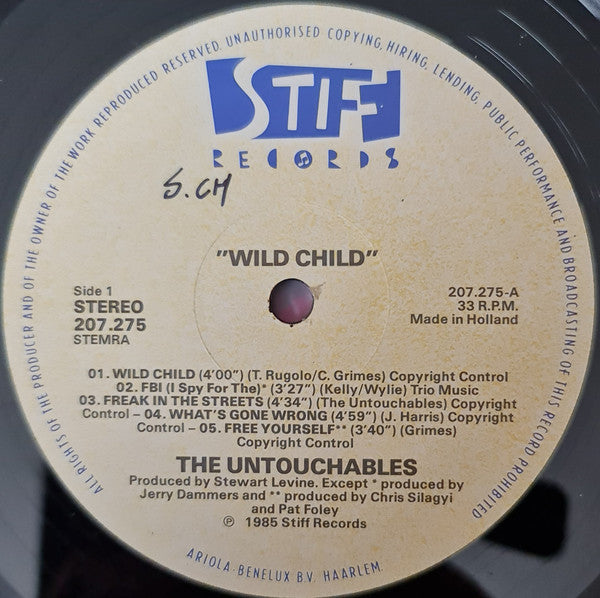 ALL RIGHTS OF THE PRODUCER AND OF THE OWNER OF THE WORK REPRODUCED RESERVED. UNAUTHORISED COPYING, HIRING, LENDING, PUBLIC PERFORMANCE AND BROADCASTING OF THIS RECORD PROHIBITED
STIFF
RECORDS
S.CH
"WILD CHILD"
Side 1
STEREO
207.275
STEMRA
207.275-A
33 R.P.M.
Made in Holland
01. WILD CHILD (4'00") (T. Rugolo/C. Grimes) Copyright Control
02. FBI (I Spy For The)* (3'27") (Kelly/Wylie) Trio Music
03. FREAK IN THE STREETS (4'34") (The Untouchables) Copyright
Control – 04. WHAT'S GONE WRONG (4'59") (J. Harris) Copyright
Control – 05. FREE YOURSELF** (3'40") (Grimes)
Copyright Control
THE UNTOUCHABLES
Produced by Stewart Levine. Except * produced by
Jerry Dammers and ** produced by Chris Silagyi
and Pat Foley
℗ 1985 Stiff Records
ARIOLA-BENELUX B.V. HAARLEM